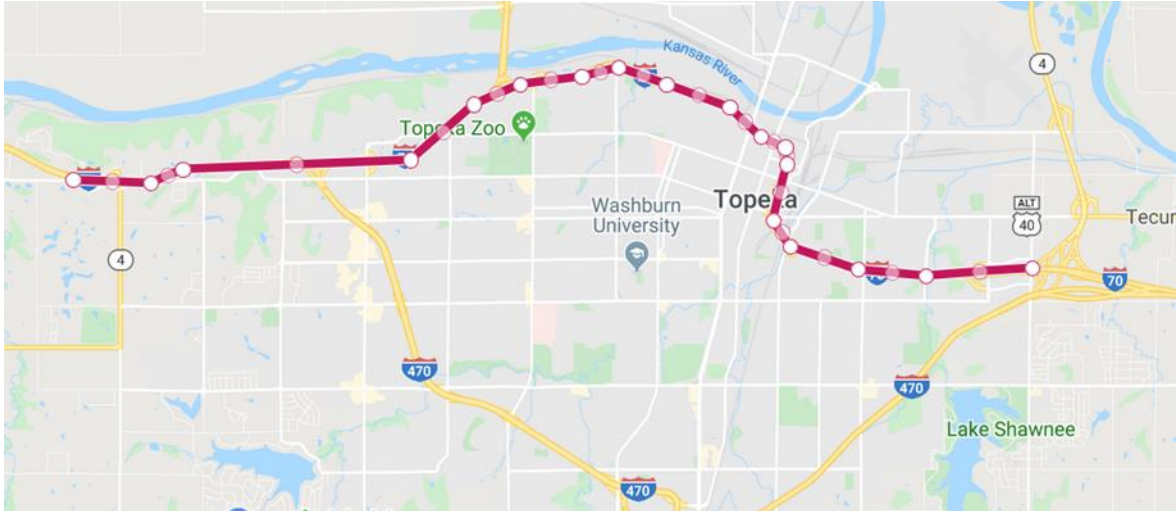 Kansas River
4
Topeka Zoo
Washburn
University
Topeka
ALT
40
Tecum
4
70
470
470
Lake Shawnee
470